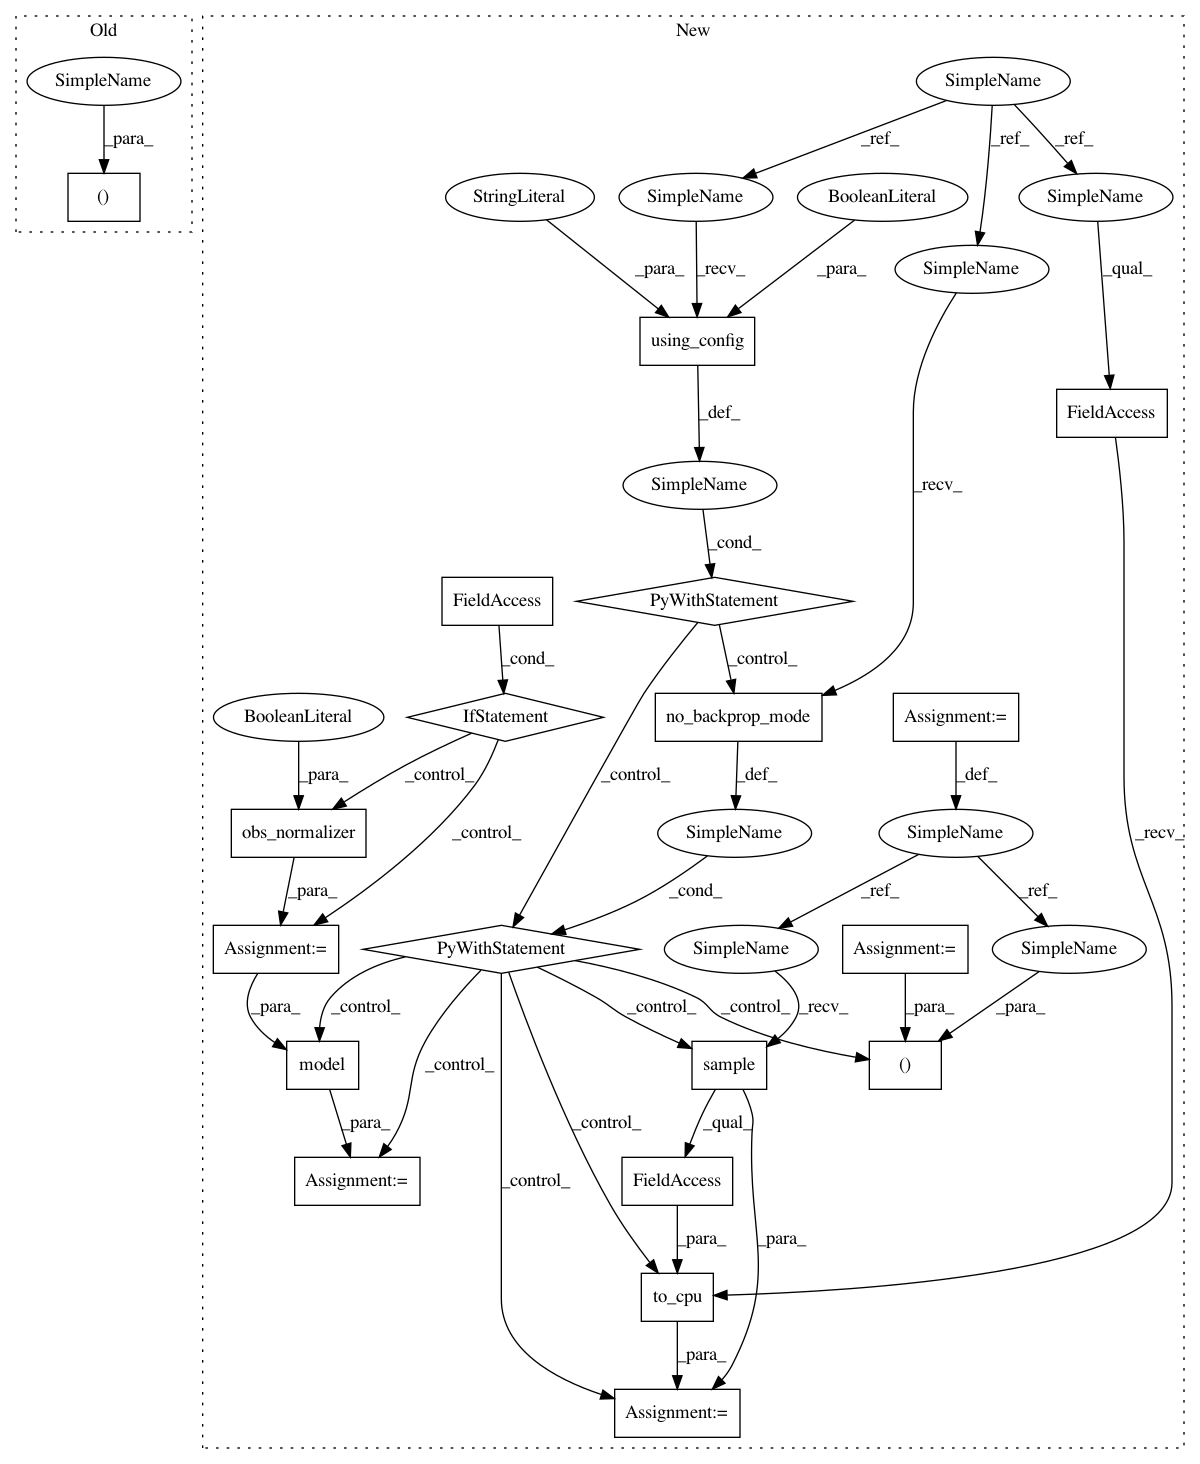 Old
New
SimpleName
SimpleName
_para_
_ref_
_ref_
_ref_
()
StringLiteral
SimpleName
BooleanLiteral
SimpleName
SimpleName
_para_
_recv_
_para_
_qual_
using_config
FieldAccess
_def_
SimpleName
_recv_
_cond_
FieldAccess
PyWithStatement
_cond_
_control_
BooleanLiteral
IfStatement
no_backprop_mode
Assignment:=
_para_
_control_
_control_
_def_
_def_
obs_normalizer
_control_
SimpleName
SimpleName
_recv_
_para_
_cond_
_ref_
_ref_
Assignment:=
PyWithStatement
SimpleName
Assignment:=
SimpleName
_para_
_control_
_control_
_control_
_recv_
_para_
_para_
model
_control_
sample
()
_para_
_control_
_qual_
Assignment:=
_control_
FieldAccess
_para_
_para_
to_cpu
_para_
Assignment:=